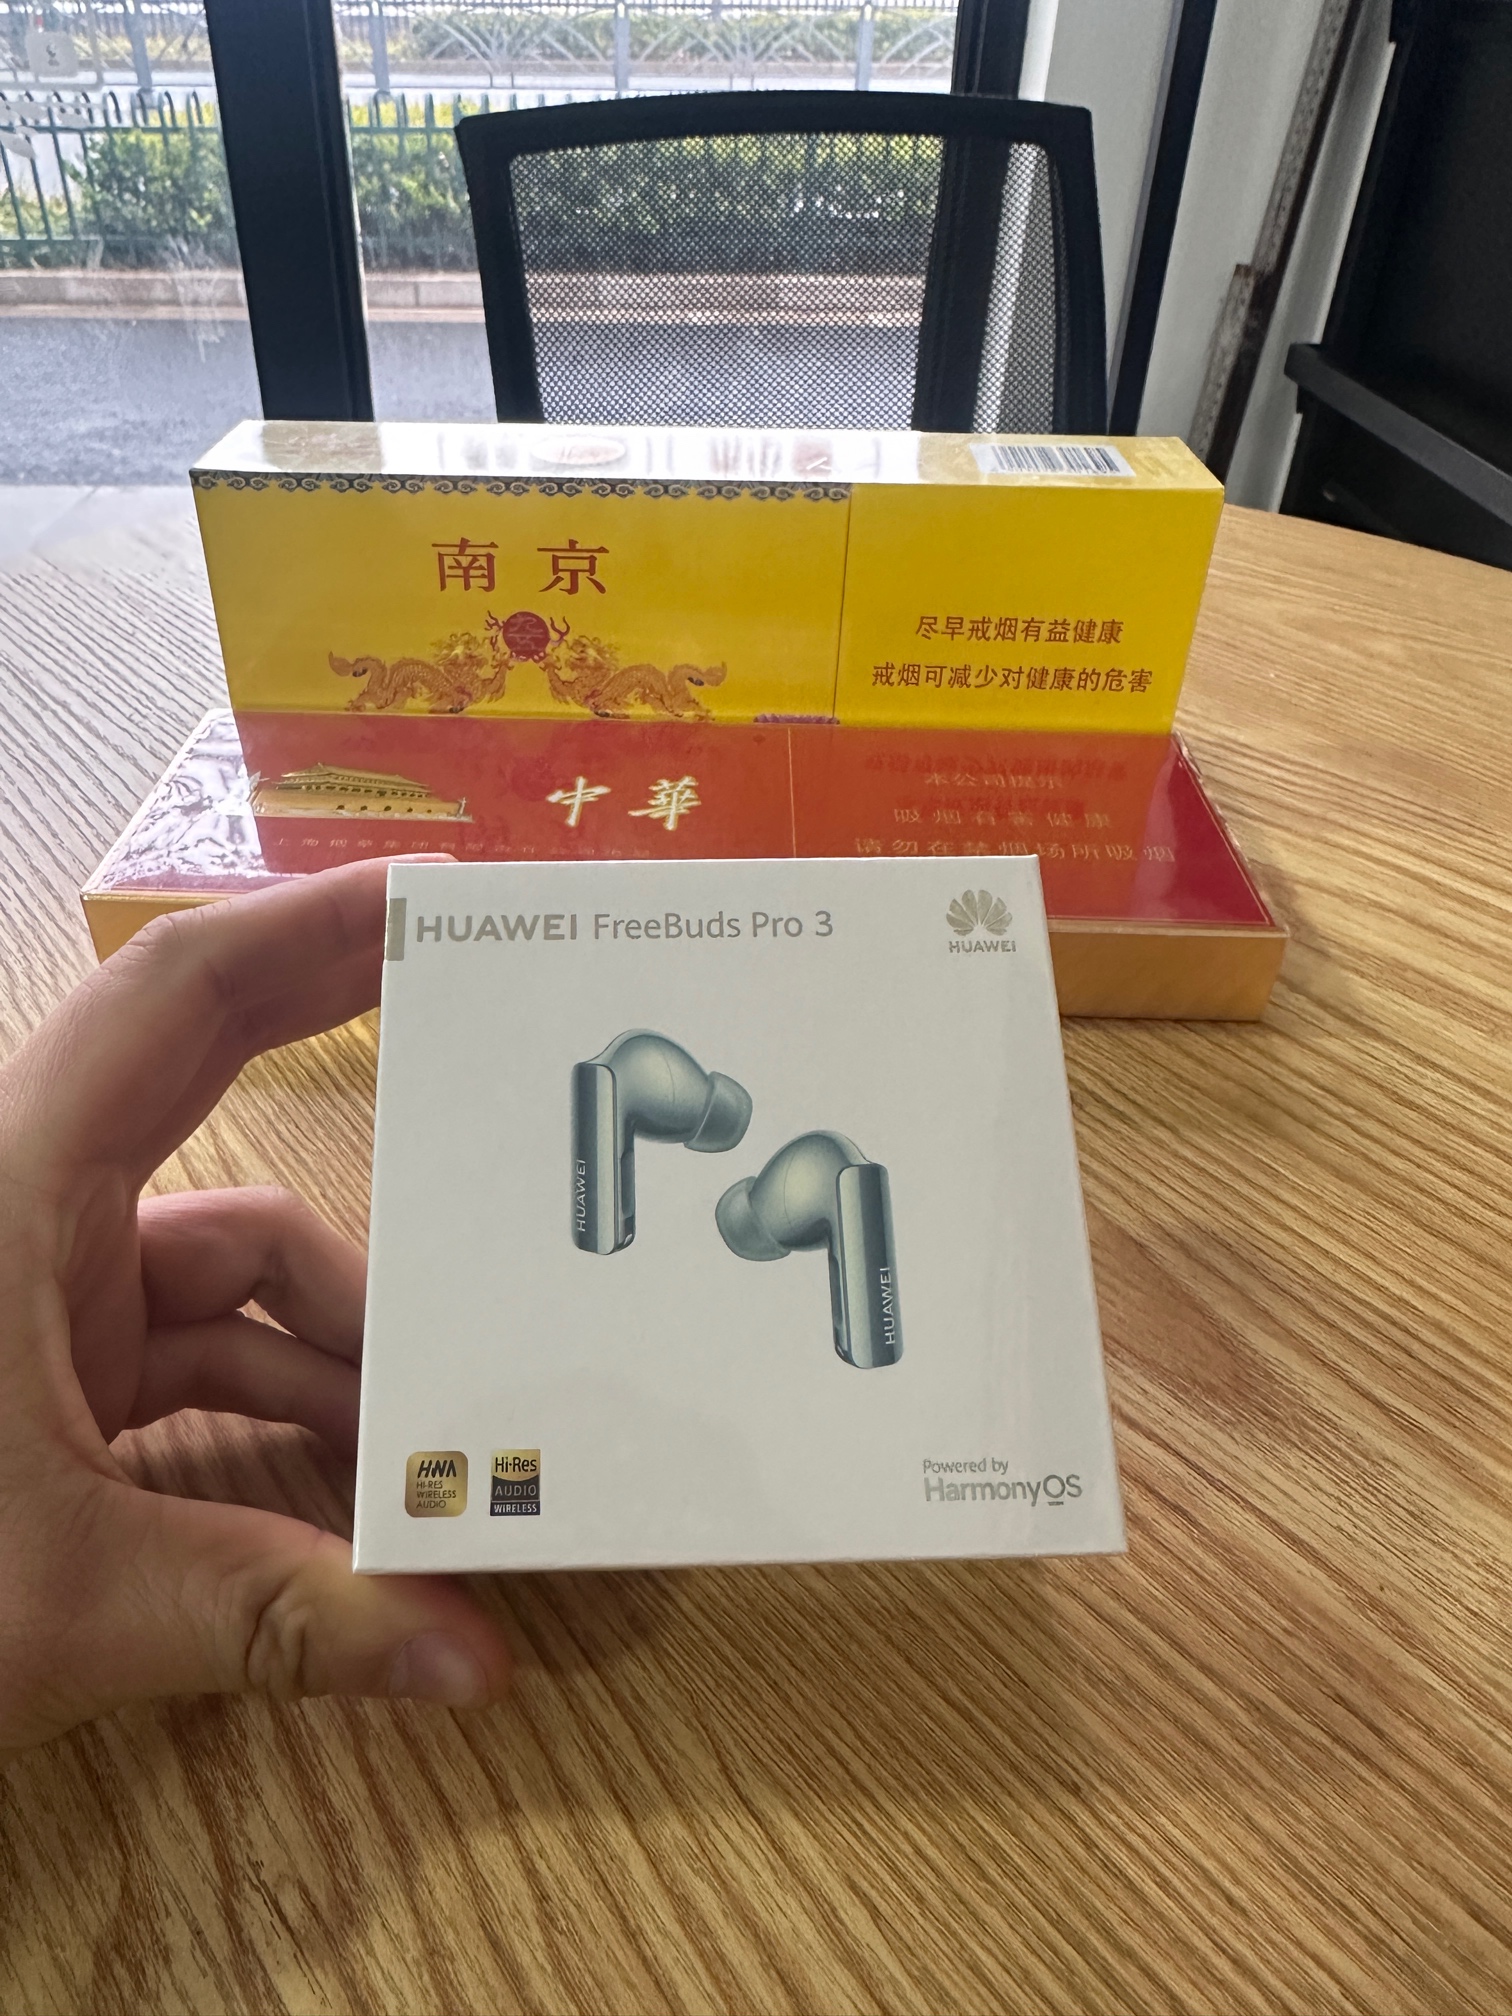 南京
尽早戒烟有益健康
戒烟可减少对健康的危害
中華
本公司提示
吸烟有害健康
请勿在禁烟场所吸烟
HUAWEI FreeBuds Pro 3
HUAWEI
HUAWEI
HUAWEI
HWA
HI-RES
WIRELESS
AUDIO
Hi-Res
AUDIO
WIRELESS
Powered by
HarmonyOS